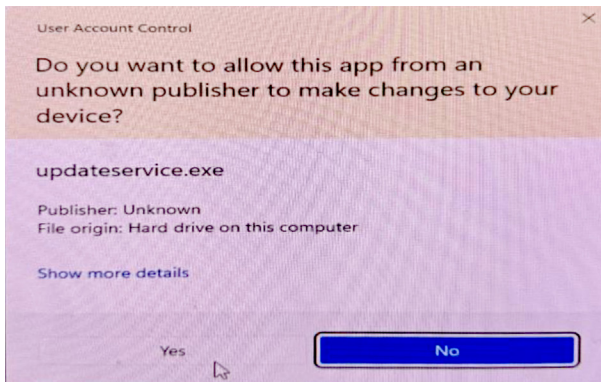 User Account Control
Do you want to allow this app from an
unknown publisher to make changes to your
device?
updateservice.exe
Publisher: Unknown
File origin: Hard drive on this computer
Show more details
Yes
No